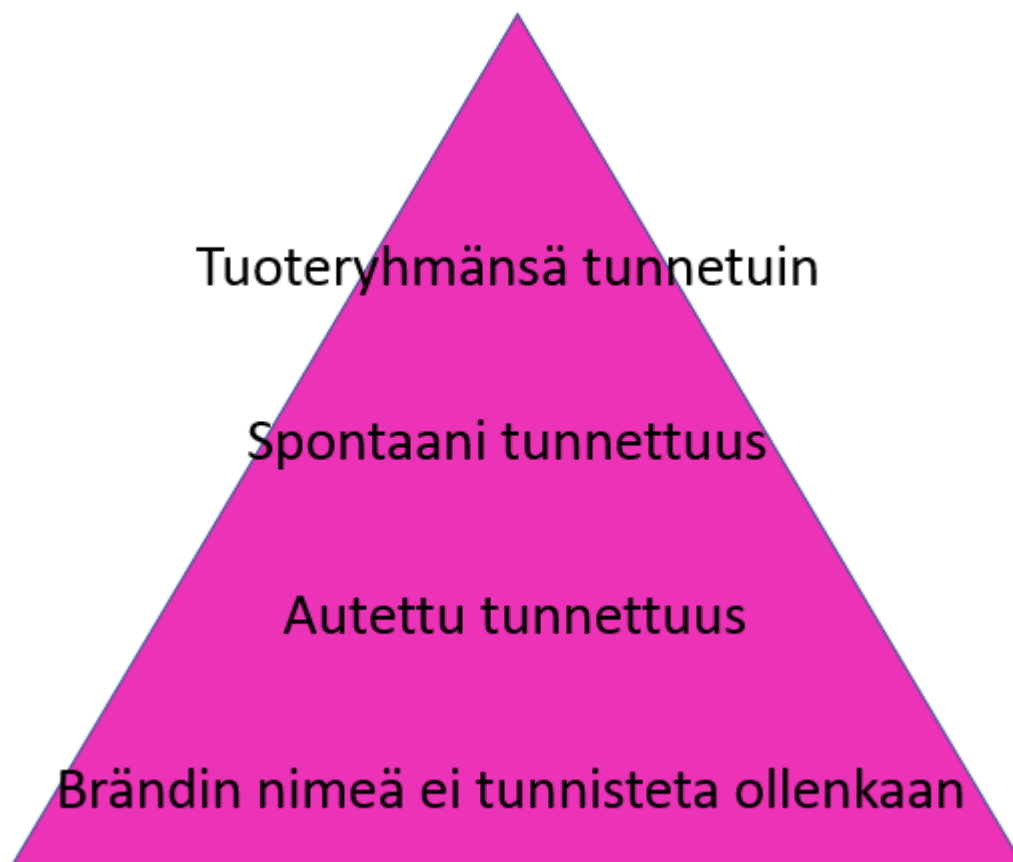 Tuoteryhmänsä tunnetuin
Spontaani tunnettuus
Autettu tunnettuus
Brändin nimeä ei tunnisteta ollenkaan